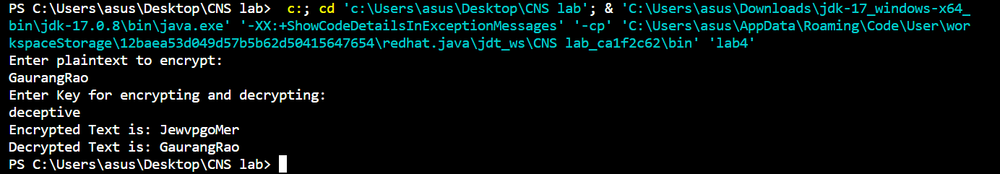 PS C:\Users\asus\Desktop\CNS lab>  c:; cd 'c:\Users\asus\Desktop\CNS lab'; & 'C:\Users\asus\Downloads\jdk-17_windows-x64_
bin\jdk-17.0.8\bin\java.exe' '-XX:+ShowCodeDetailsInExceptionMessages' '-cp' 'C:\Users\asus\AppData\Roaming\Code\User\wor
kspaceStorage\12baea53d049d57b5b62d50415647654\redhat.java\jdt_ws\CNS lab_ca1f2c62\bin' 'lab4'
Enter plaintext to encrypt:
GaurangRao
Enter Key for encrypting and decrypting:
deceptive
Encrypted Text is: JewvpgoMer
Decrypted Text is: GaurangRao
PS C:\Users\asus\Desktop\CNS lab>